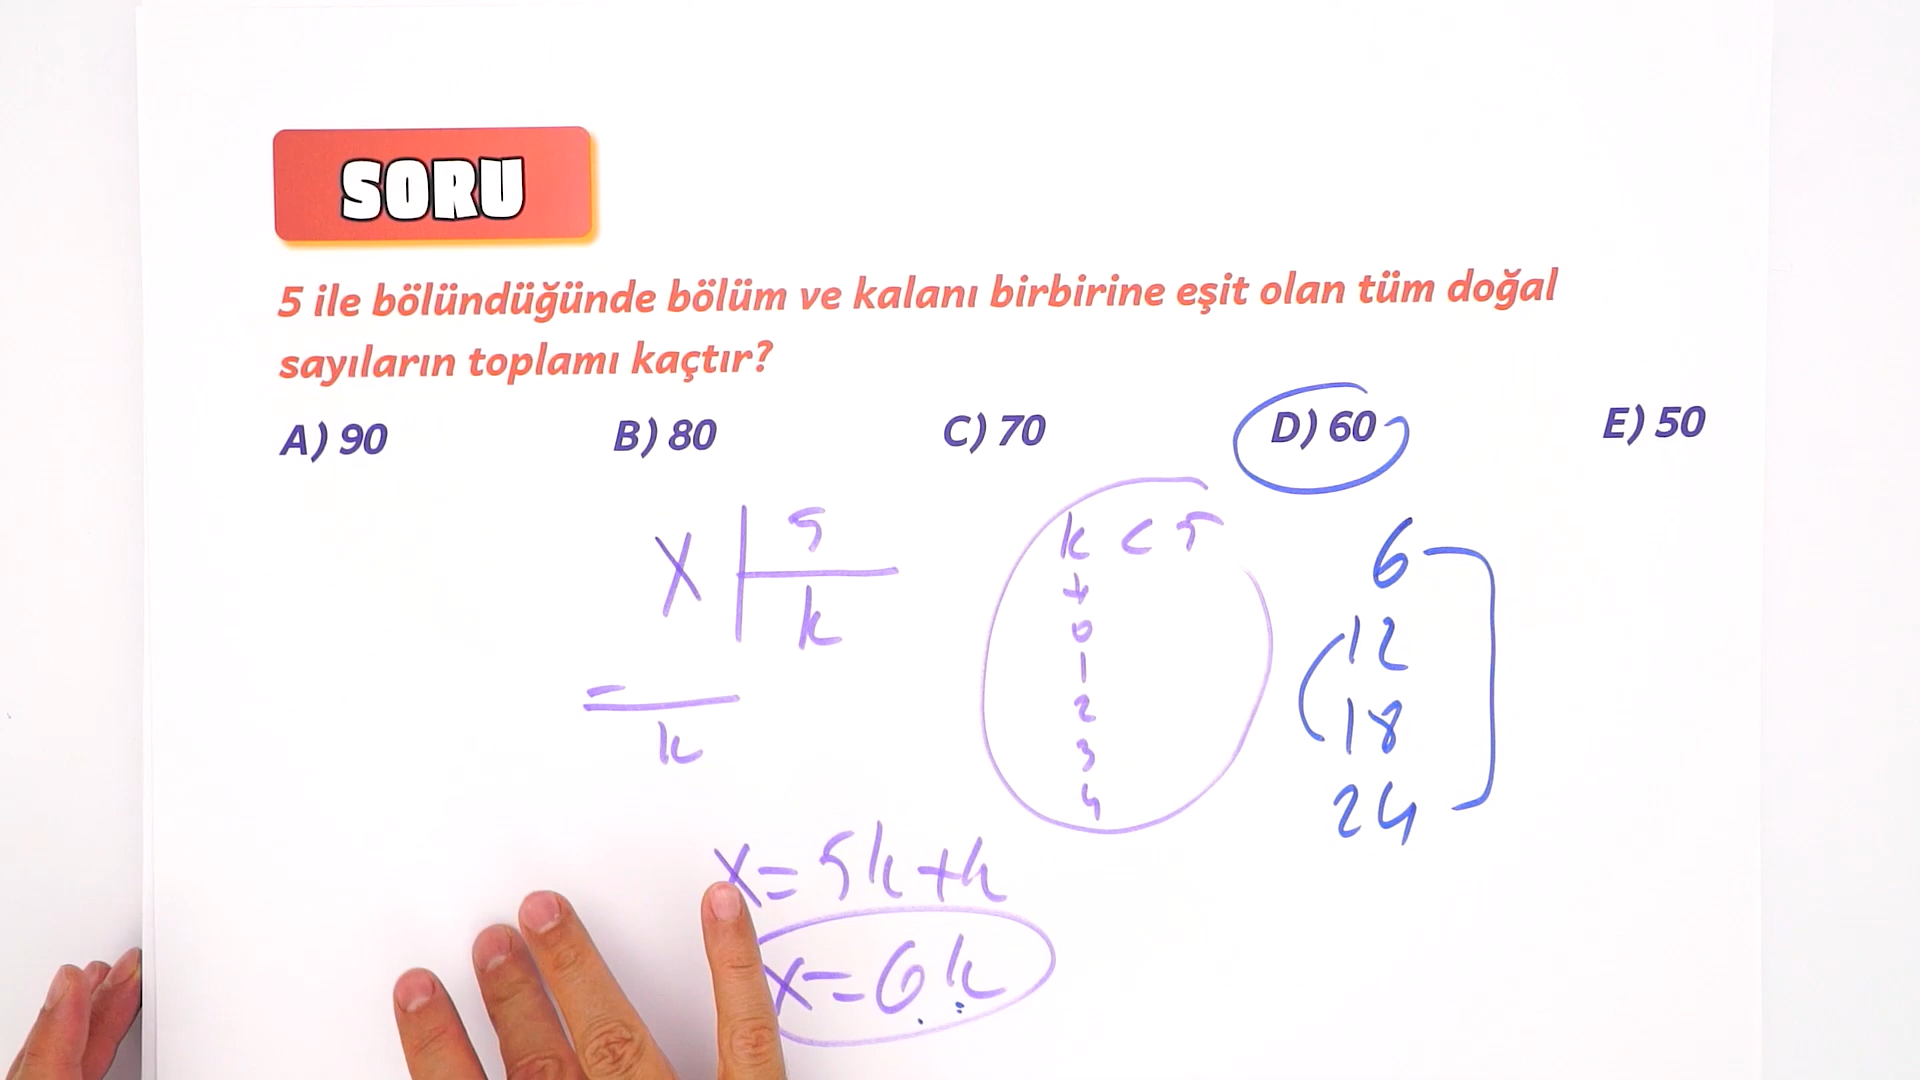 SORU
5 ile bölündüğünde bölüm ve kalanı birbirine eşit olan tüm doğal
sayıların toplamı kaçtır?
A) 90 B) 80 C) 70 D) 60 E) 50
X 5
k
k
k < 5
0
1
2
3
4
6
12
18
24
x = 5k + k
x = 6k